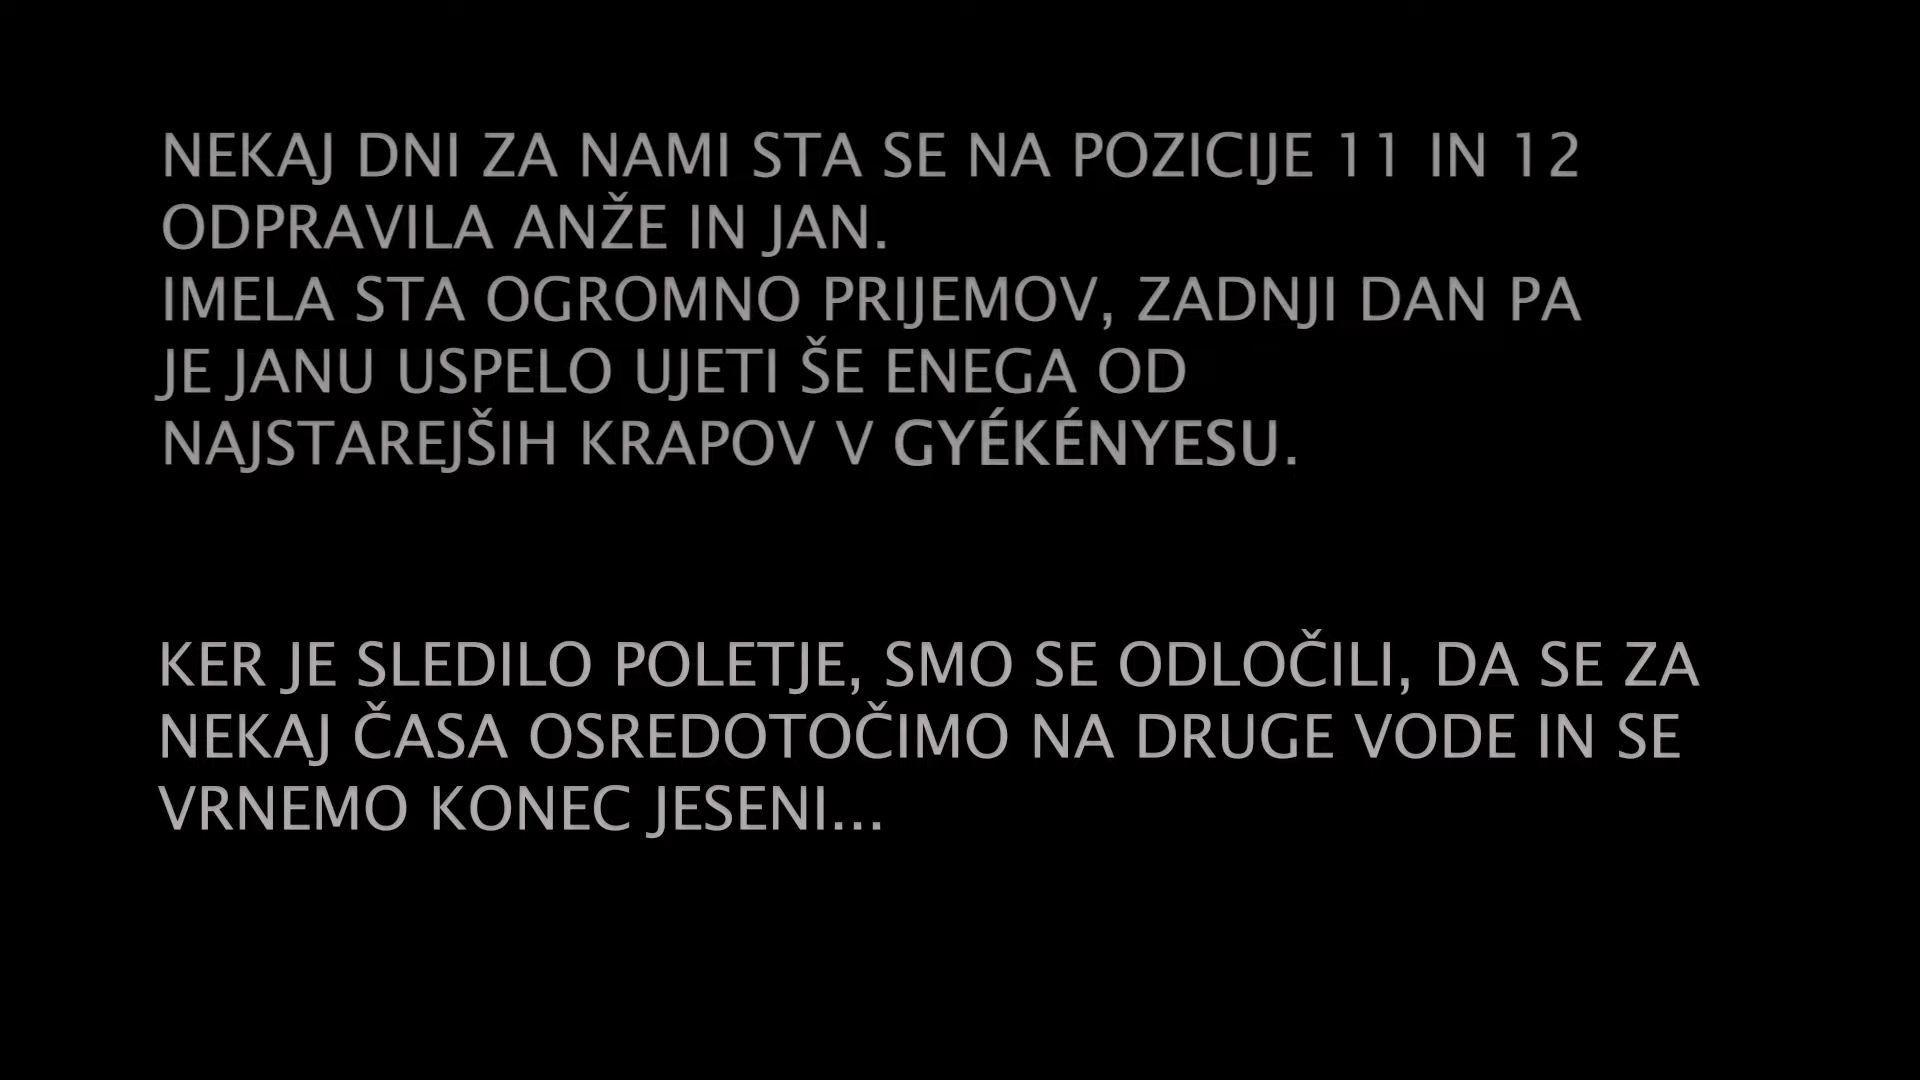 NEKAJ DNI ZA NAMI STA SE NA POZICIJE 11 IN 12
ODPRAVILA ANŽE IN JAN.
IMELA STA OGROMNO PRIJEMOV, ZADNJI DAN PA
JE JANU USPELO UJETI ŠE ENEGA OD
NAJSTAREJŠIH KRAPOV V GYÉKÉNYESU.
KER JE SLEDILO POLETJE, SMO SE ODLOČILI, DA SE ZA
NEKAJ ČASA OSREDOTOČIMO NA DRUGE VODE IN SE
VRNEMO KONEC JESENI...